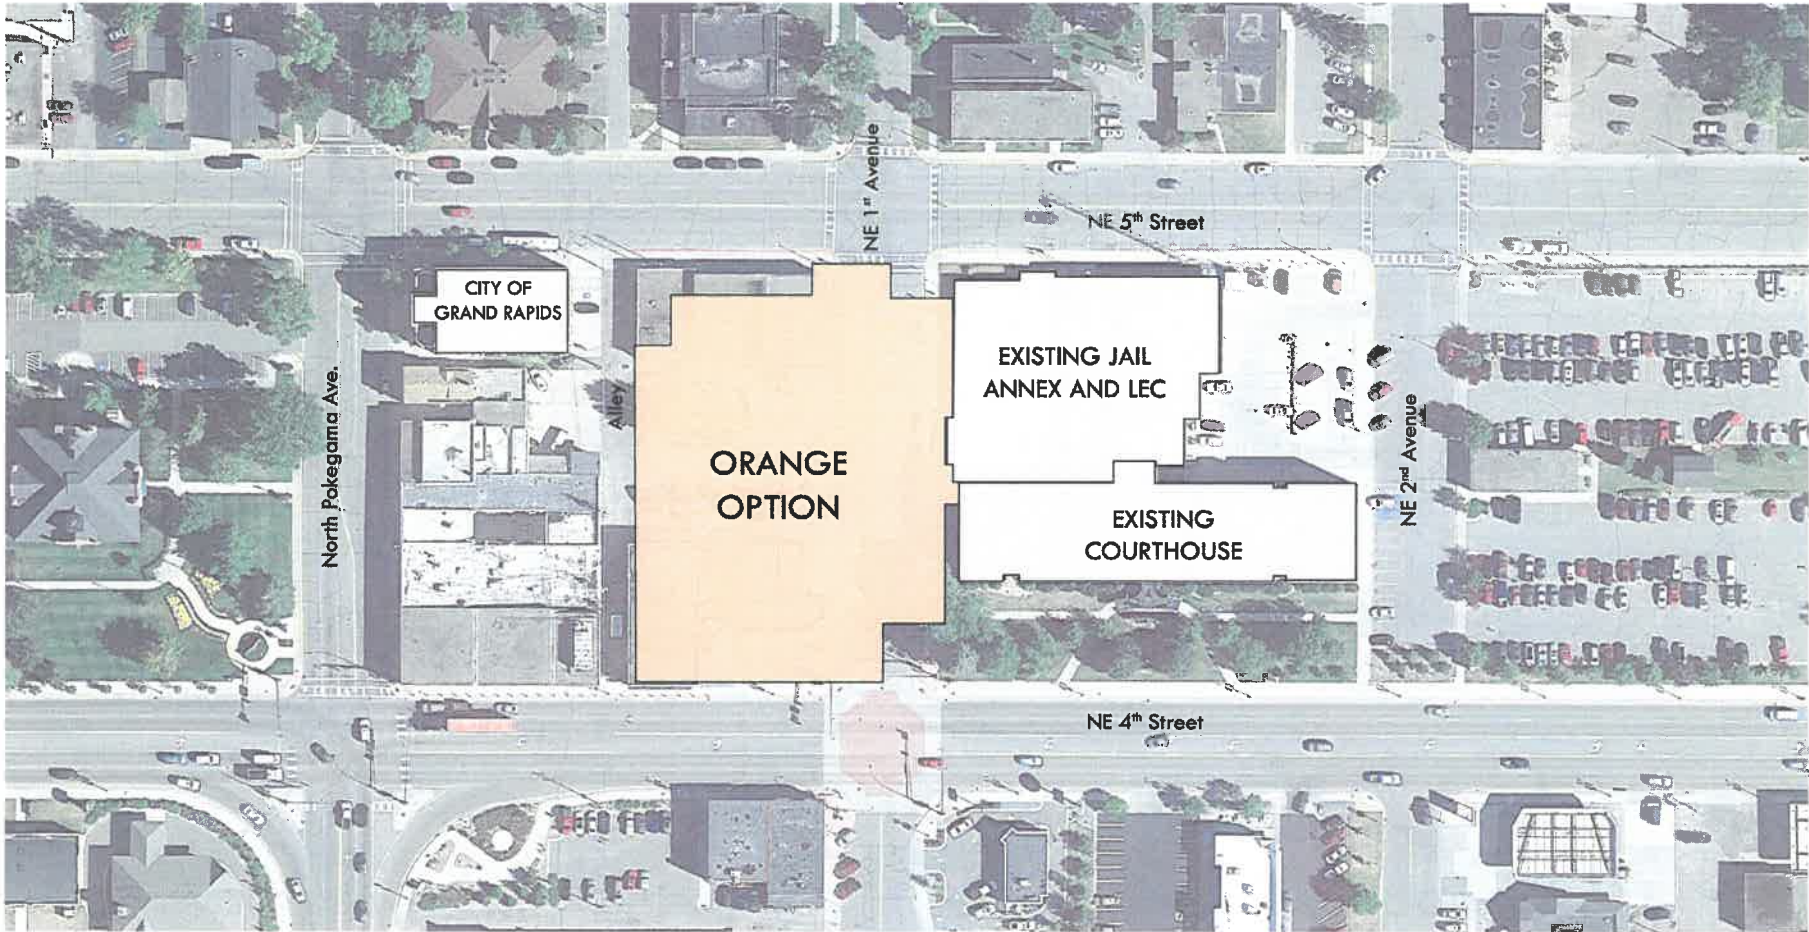 NE 1st Avenue
NE 5th Street
CITY OF
GRAND RAPIDS
EXISTING JAIL
ANNEX AND LEC
North Pokegama Ave.
Alley
ORANGE
OPTION
NE 2nd Avenue
EXISTING
COURTHOUSE
NE 4th Street